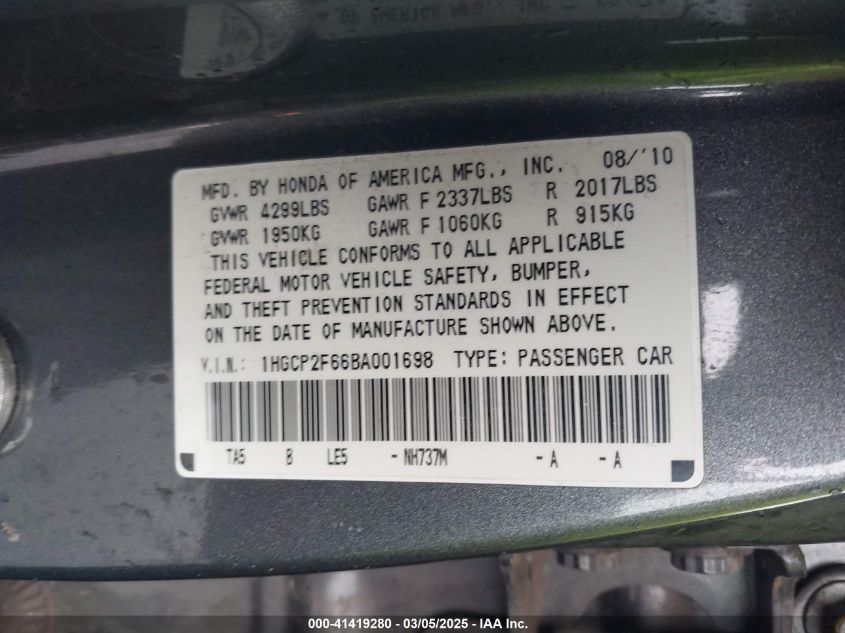 MFD. BY HONDA OF AMERICA MFG., INC. 08/'10
GVWR 4299LBS GAWR F 2337LBS R 2017LBS
GVWR 1950KG GAWR F 1060KG R 915KG
THIS VEHICLE CONFORMS TO ALL APPLICABLE
FEDERAL MOTOR VEHICLE SAFETY, BUMPER,
AND THEFT PREVENTION STANDARDS IN EFFECT
ON THE DATE OF MANUFACTURE SHOWN ABOVE.
V.I.N.: 1HGCP2F66BA001698 TYPE: PASSENGER CAR
TA5 B LE5 - NH737M - A - A
000-41419280 - 03/05/2025 - IAA Inc.